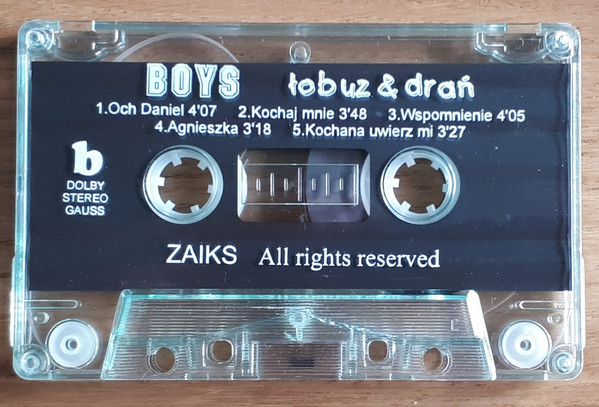 BOYS łobuz & drań
1.Och Daniel 4'07 2.Kochaj mnie 3'48 3.Wspomnienie 4'05
4.Agnieszka 3'18 5.Kochana uwierz mi 3'27
b
DOLBY
STEREO
GAUSS
ZAIKS All rights reserved